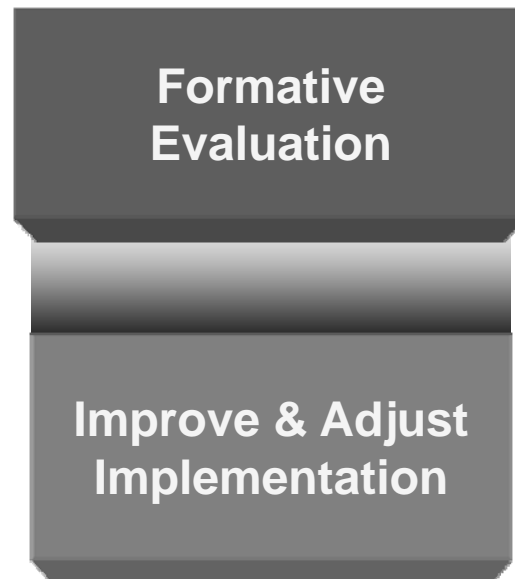 Formative
Evaluation
Improve & Adjust
Implementation